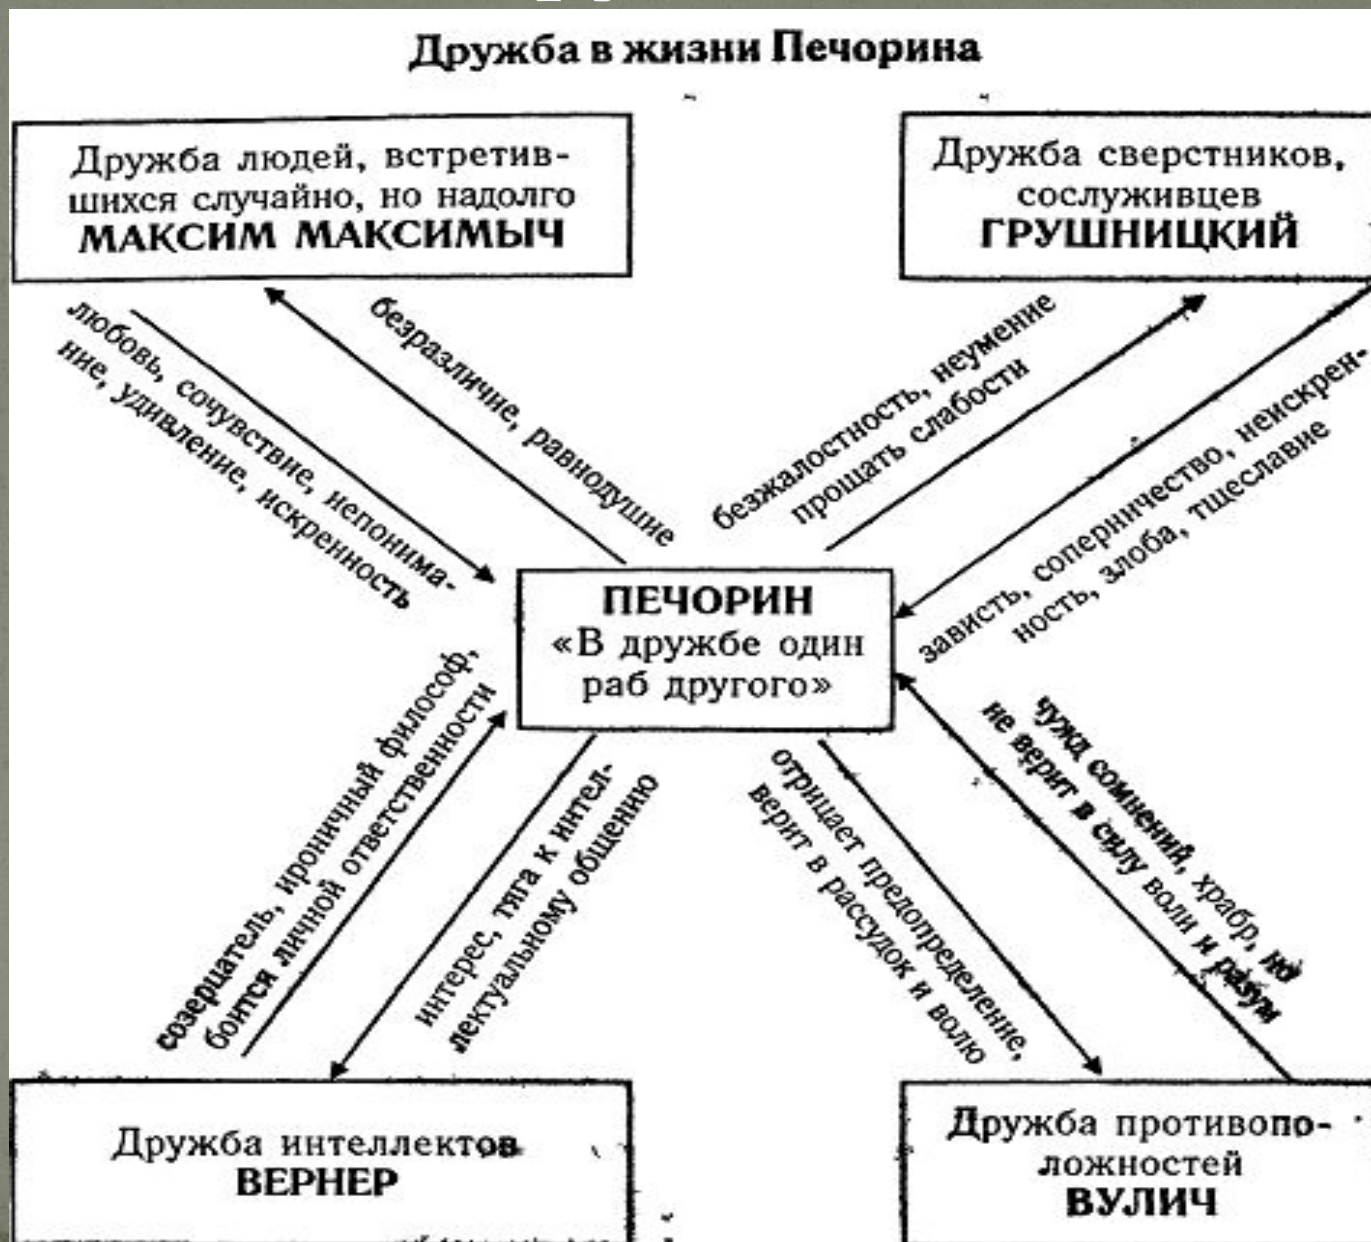 Дружба в жизни Печорина
Дружба людей, встретив-
шихся случайно, но надолго
МАКСИМ МАКСИМЫЧ
Дружба сверстников,
сослуживцев
ГРУШНИЦКИЙ
любовь, сочувствие, непонима-
ние, удивление, искренность
безразличие, равнодушие
безжалостность, неумение
прощать слабости
зависть, соперничество, неискрен-
ность, злоба, тщеславие
ПЕЧОРИН
«В дружбе один
раб другого»
созерцатель, ироничный философ,
боится личной ответственности
интерес, тяга к интел-
лектуальному общению
отрицает предопределение,
верит в рассудок и волю
чужд сомнений, храбр, но
не верит в силу воли и разум
Дружба интеллектов
ВЕРНЕР
Дружба противопо-
ложностей
ВУЛИЧ